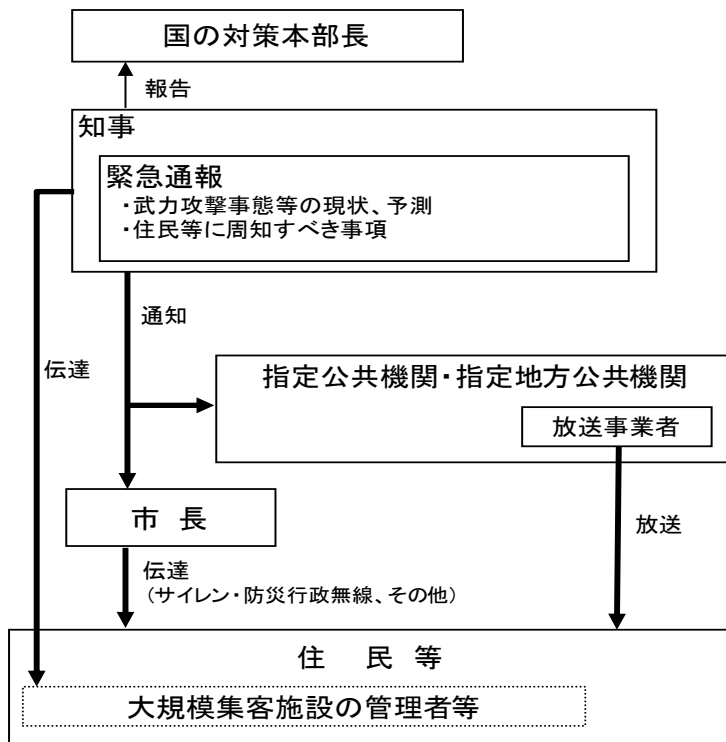 国の対策本部長
報告
知事
緊急通報
・武力攻撃事態等の現状、予測
・住民等に周知すべき事項
通知
伝達
指定公共機関・指定地方公共機関
放送事業者
市 長
放送
伝達
（サイレン・防災行政無線、その他）
住 民 等
大規模集客施設の管理者等